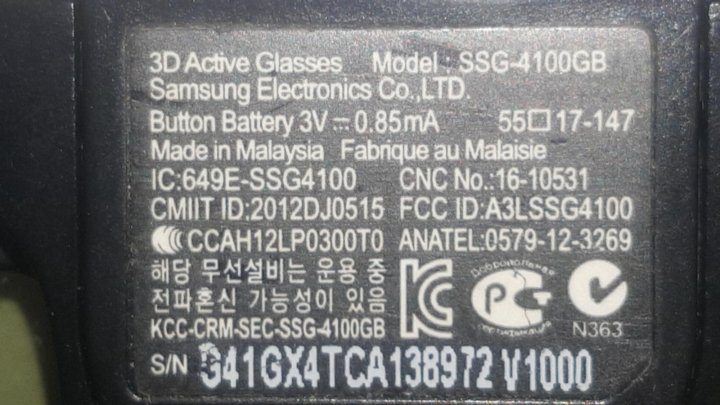 3D Active Glasses Model : SSG-4100GB
Samsung Electronics Co.,LTD.
Button Battery 3V ⎓ 0.85mA 55□17-147
Made in Malaysia Fabrique au Malaisie
IC:649E-SSG4100 CNC No.:16-10531
CMIIT ID:2012DJ0515 FCC ID:A3LSSG4100
CCAH12LP0300T0 ANATEL:0579-12-3269
해당 무선설비는 운용 중
전파혼신 가능성이 있음
KCC-CRM-SEC-SSG-4100GB
Добровольная
сертификация
N363
S/N G41GX4TCA138972 V1000